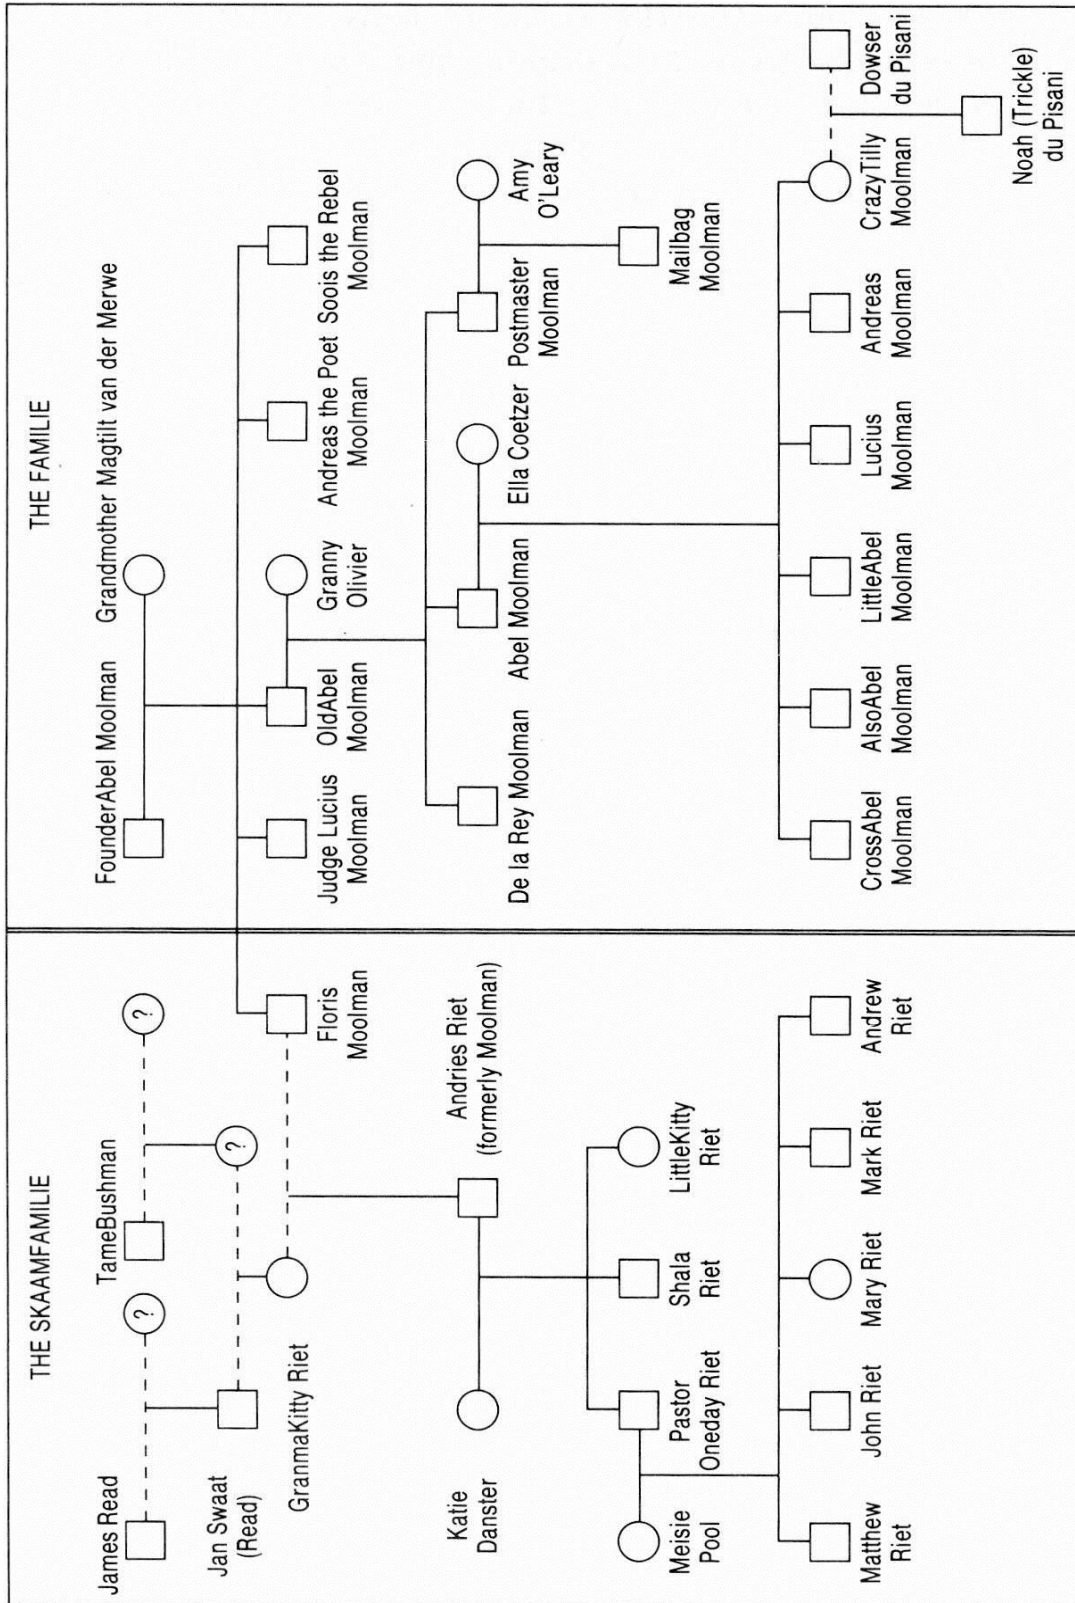 THE SKAAMFAMILIE
James Read
?
TameBushman
?
Jan Swaat
(Read)
?
GranmaKitty Riet
Floris
Moolman
Katie
Danster
Andries Riet
(formerly Moolman)
Meisie
Pool
Pastor
Oneday Riet
Shala
Riet
LittleKitty
Riet
Matthew
Riet
John Riet
Mary Riet
Mark Riet
Andrew
Riet
THE FAMILIE
FounderAbel Moolman
Grandmother Magtilt van der Merwe
Judge Lucius
Moolman
OldAbel
Moolman
Granny
Olivier
Andreas the Poet
Moolman
Soois the Rebel
Moolman
De la Rey Moolman
Abel Moolman
Ella Coetzer
Postmaster
Moolman
Amy
O'Leary
Mailbag
Moolman
CrossAbel
Moolman
AlsoAbel
Moolman
LittleAbel
Moolman
Lucius
Moolman
Andreas
Moolman
CrazyTilly
Moolman
Dowser
du Pisani
Noah (Trickle)
du Pisani